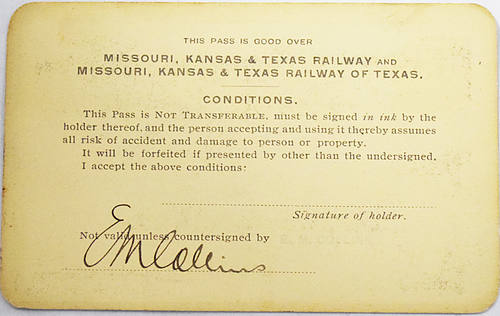 THIS PASS IS GOOD OVER
MISSOURI, KANSAS & TEXAS RAILWAY AND
MISSOURI, KANSAS & TEXAS RAILWAY OF TEXAS.
CONDITIONS.
This Pass is NOT TRANSFERABLE, must be signed in ink by the
holder thereof, and the person accepting and using it thereby assumes
all risk of accident and damage to person or property.
It will be forfeited if presented by other than the undersigned.
I accept the above conditions:
Signature of holder.
Not valid unless countersigned by
EM Collins